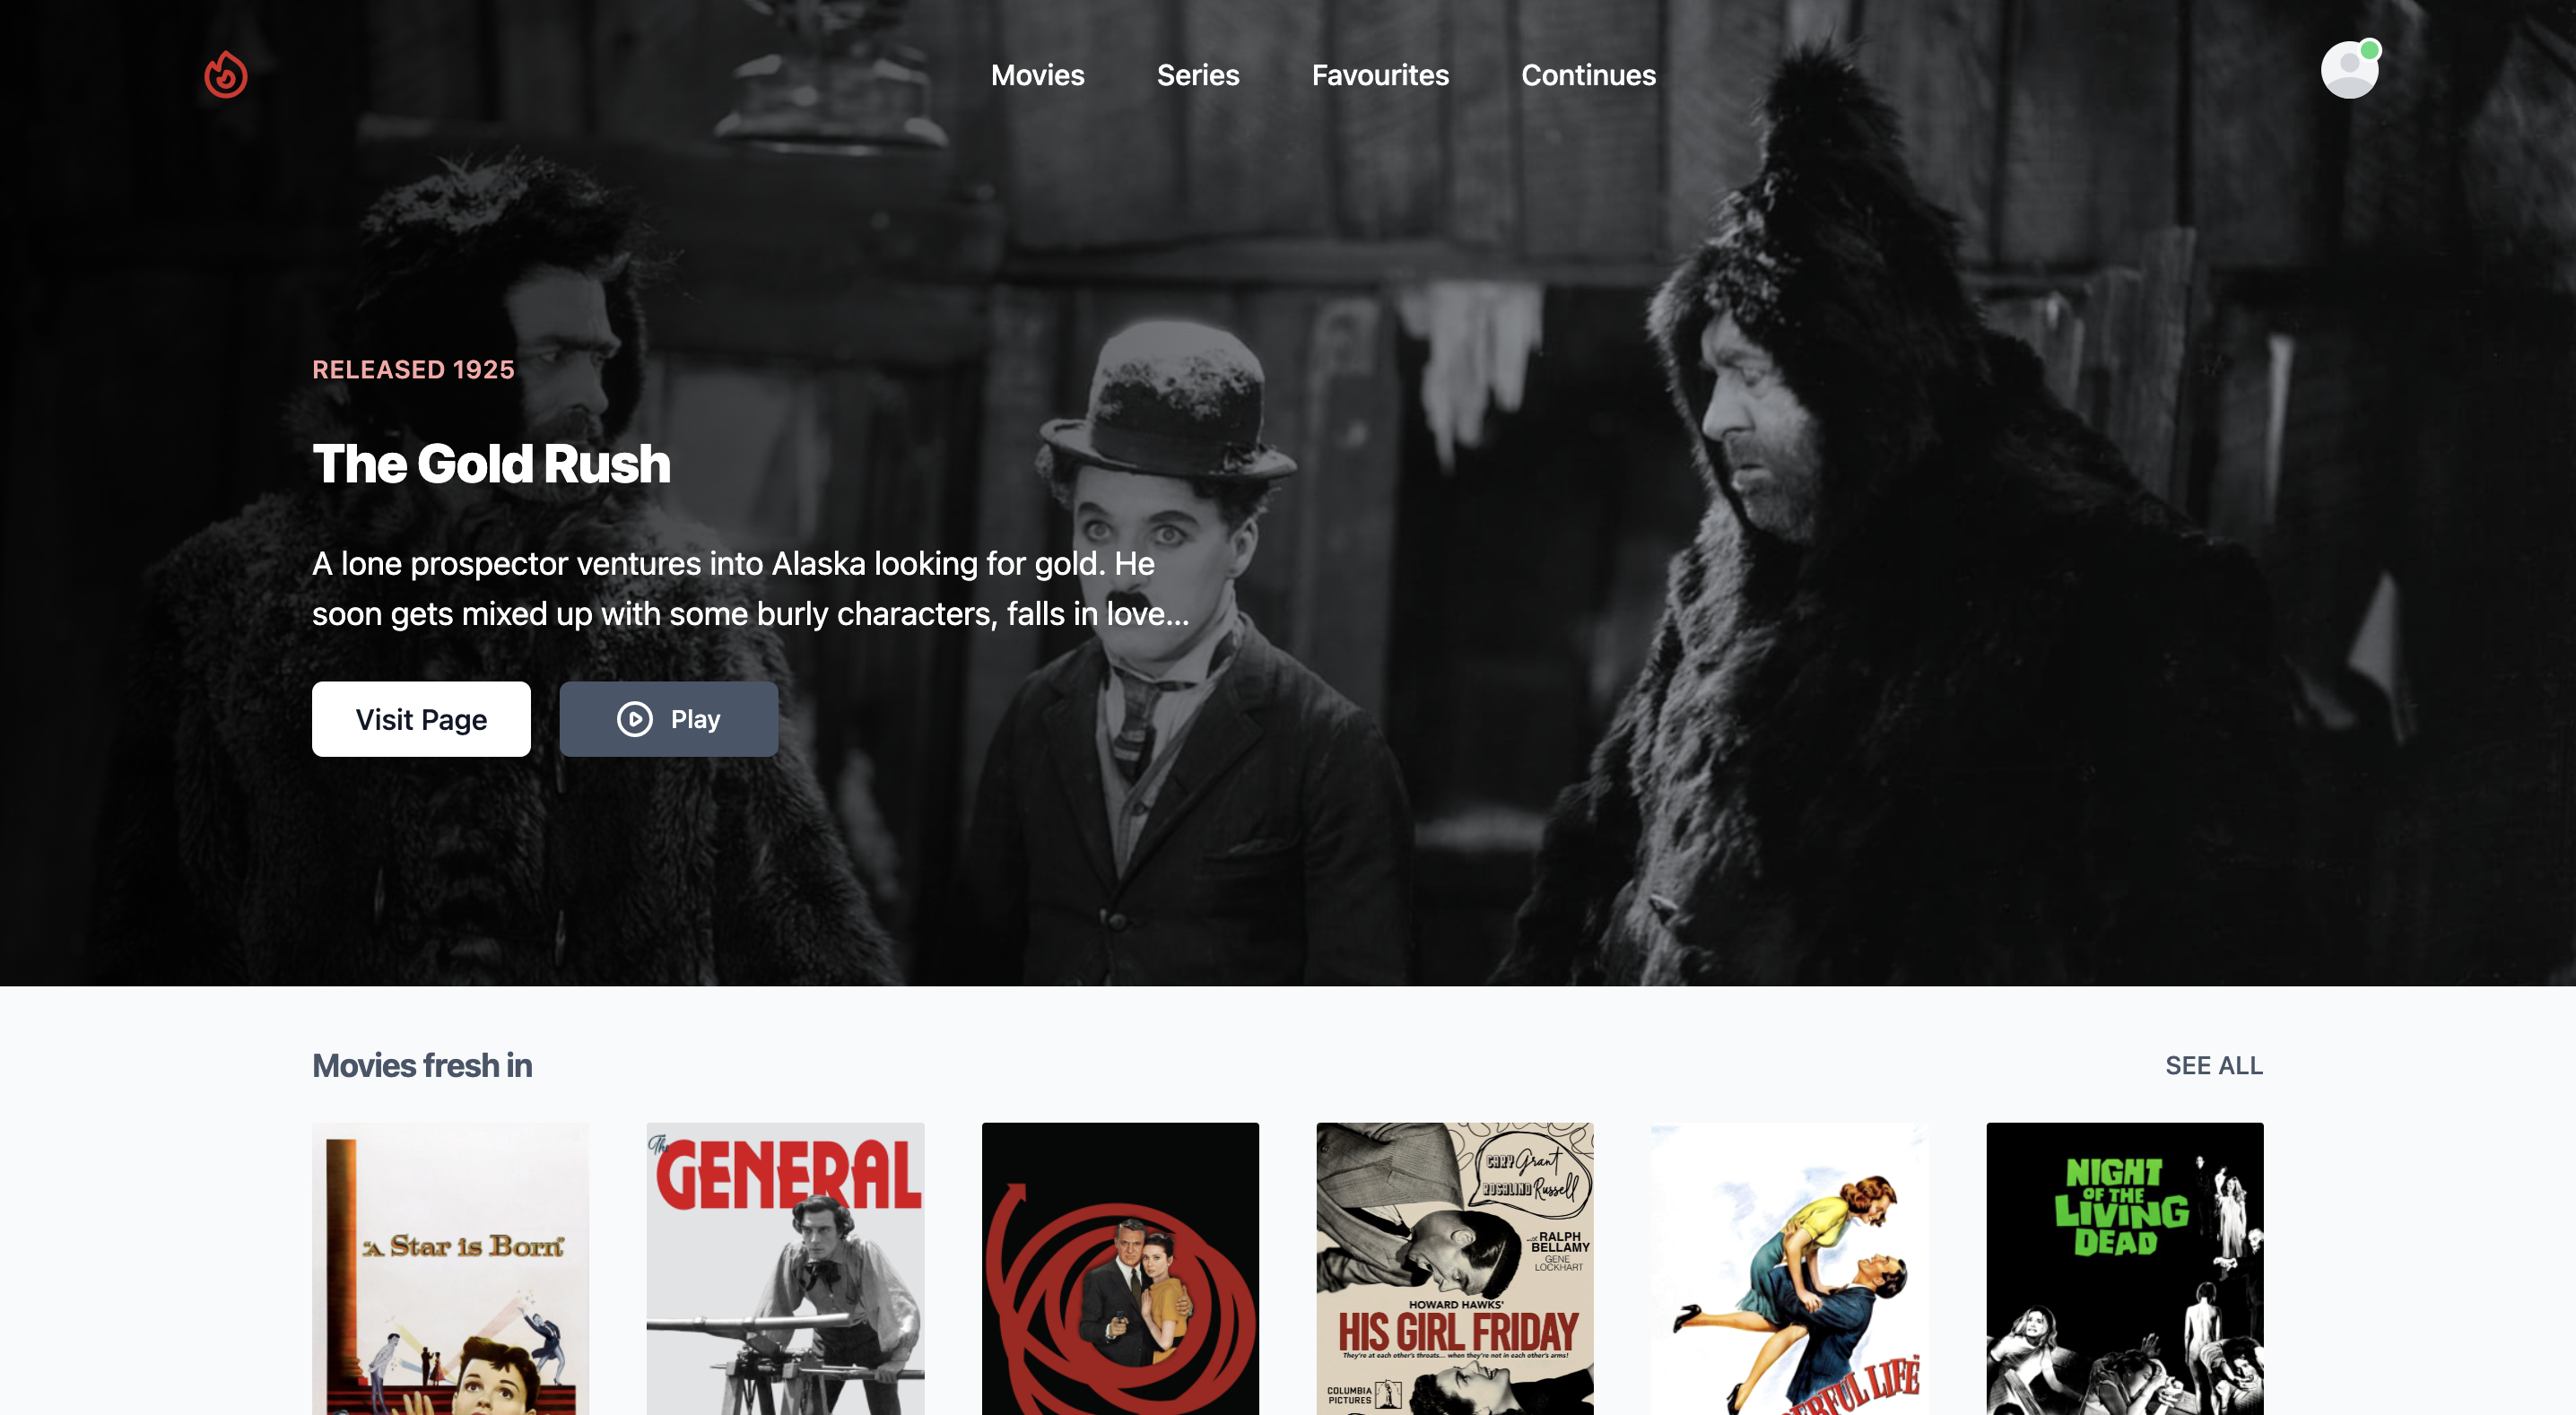 Movies Series Favourites Continues
RELEASED 1925
The Gold Rush
A lone prospector ventures into Alaska looking for gold. He
soon gets mixed up with some burly characters, falls in love...
Visit Page
Play
Movies fresh in
SEE ALL
"A Star is Born"
The
GENERAL
CARY Grant
ROSALIND Russell
with RALPH
BELLAMY
GENE
LOCKHART
HOWARD HAWKS'
HIS GIRL FRIDAY
They're at each other's throats... when they're not in each other's arms!
COLUMBIA
PICTURES
ERFUL LIFE
NIGHT
OF THE
LIVING
DEAD